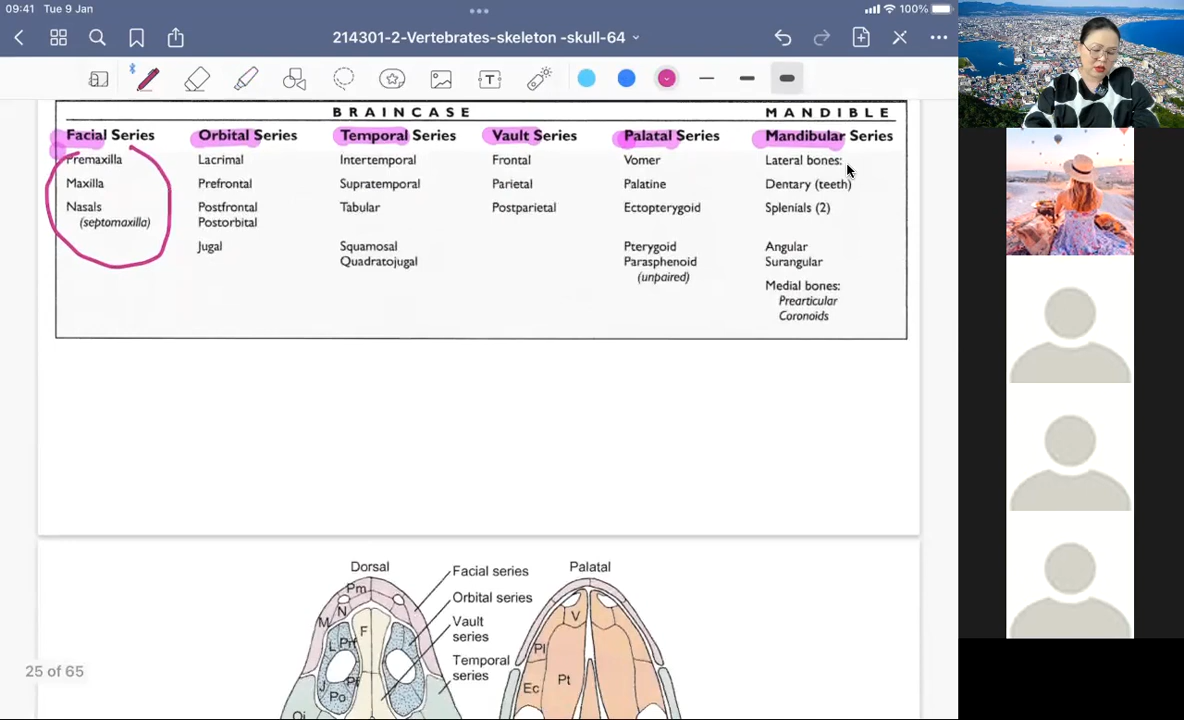 09:41 Tue 9 Jan
100%
214301-2-Vertebrates-skeleton -skull-64
BRAINCASE MANDIBLE
Facial Series Orbital Series Temporal Series Vault Series Palatal Series Mandibular Series
Premaxilla Lacrimal Intertemporal Frontal Vomer Lateral bones:
Maxilla Prefrontal Supratemporal Parietal Palatine Dentary (teeth)
Nasals Postfrontal Tabular Postparietal Ectopterygoid Splenials (2)
(septomaxilla) Postorbital
Jugal Squamosal Pterygoid Angular
Quadratojugal Parasphenoid Surangular
(unpaired) Medial bones:
Prearticular
Coronoids
Dorsal Palatal
Facial series
Pm
Orbital series
N V
M F Vault
series
L Prf
Pl
Temporal
series
J Pf Pt
Po Ec
Qj
25 of 65